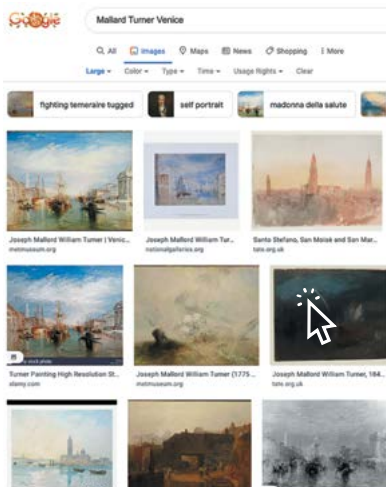 Google
Mallard Turner Venice
All Images Maps News Shopping More
Large Color Type Time Usage Rights Clear
fighting temeraire tugged self portrait madonna della salute
Joseph Mallord William Turner | Venic... Joseph Mallord William Tur... Santa Stefano, San Moisè and San Mar...
metmuseum.org nationalgalleries.org tate.org.uk
Turner Painting High Resolution St... Joseph Mallord William Turner (1775 ... Joseph Mallord William Turner, 184...
alamy.com metmuseum.org tate.org.uk